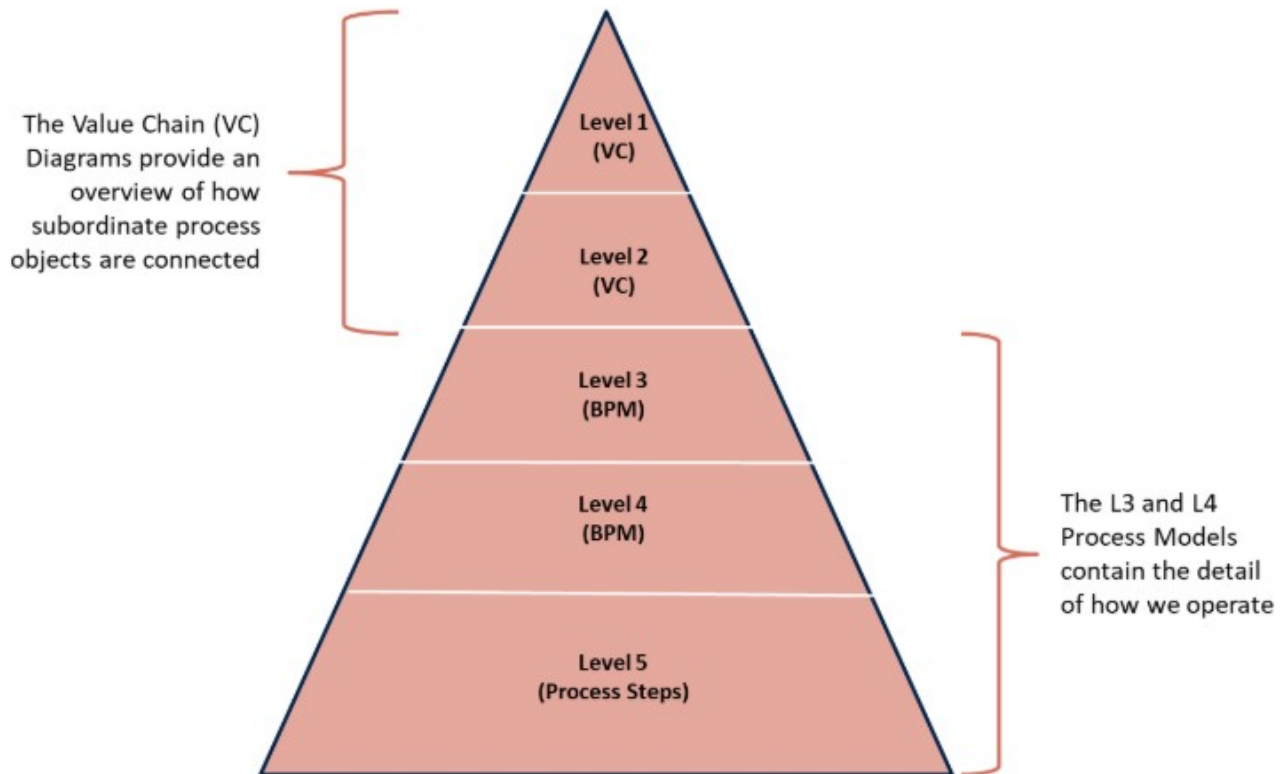 The Value Chain (VC)
Diagrams provide an
overview of how
subordinate process
objects are connected
Level 1
(VC)
Level 2
(VC)
Level 3
(BPM)
Level 4
(BPM)
Level 5
(Process Steps)
The L3 and L4
Process Models
contain the detail
of how we operate